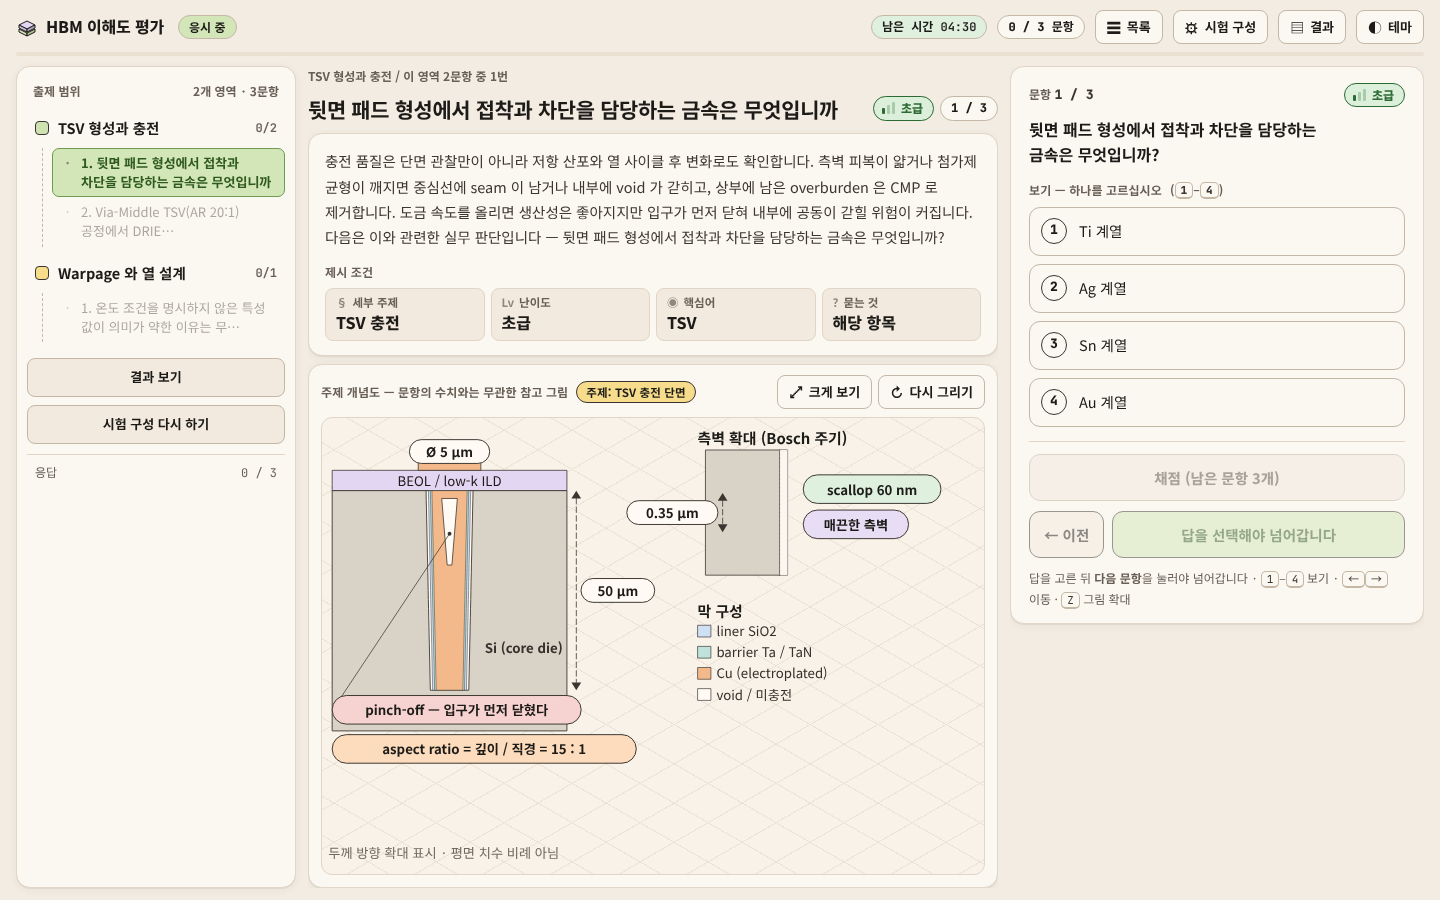 HBM 이해도 평가
응시 중
남은 시간 04:30
0 / 3 문항
목록
시험 구성
결과
테마
출제 범위
2개 영역 · 3문항
TSV 형성과 충전
0/2
· 1. 뒷면 패드 형성에서 접착과
차단을 담당하는 금속은 무엇입니까
· 2. Via-Middle TSV(AR 20:1)
공정에서 DRIE···
Warpage 와 열 설계
0/1
· 1. 온도 조건을 명시하지 않은 특성
값이 의미가 약한 이유는 무···
결과 보기
시험 구성 다시 하기
응답
0 / 3
TSV 형성과 충전 / 이 영역 2문항 중 1번
뒷면 패드 형성에서 접착과 차단을 담당하는 금속은 무엇입니까
초급
1 / 3
충전 품질은 단면 관찰만이 아니라 저항 산포와 열 사이클 후 변화로도 확인합니다. 측벽 피복이 얇거나 첨가제
균형이 깨지면 중심선에 seam 이 남거나 내부에 void 가 갇히고, 상부에 남은 overburden 은 CMP 로
제거합니다. 도금 속도를 올리면 생산성은 좋아지지만 입구가 먼저 닫혀 내부에 공동이 갇힐 위험이 커집니다.
다음은 이와 관련한 실무 판단입니다 — 뒷면 패드 형성에서 접착과 차단을 담당하는 금속은 무엇입니까?
제시 조건
§ 세부 주제
TSV 충전
Lv 난이도
초급
◉ 핵심어
TSV
? 묻는 것
해당 항목
주제 개념도 — 문항의 수치와는 무관한 참고 그림
주제: TSV 충전 단면
크게 보기
다시 그리기
Ø 5 µm
BEOL / low-k ILD
50 µm
Si (core die)
pinch-off — 입구가 먼저 닫혔다
aspect ratio = 깊이 / 직경 = 15 : 1
측벽 확대 (Bosch 주기)
0.35 µm
scallop 60 nm
매끈한 측벽
막 구성
liner SiO2
barrier Ta / TaN
Cu (electroplated)
void / 미충전
두께 방향 확대 표시 · 평면 치수 비례 아님
문항 1 / 3
초급
뒷면 패드 형성에서 접착과 차단을 담당하는
금속은 무엇입니까?
보기 — 하나를 고르십시오 (1–4)
1 Ti 계열
2 Ag 계열
3 Sn 계열
4 Au 계열
채점 (남은 문항 3개)
← 이전
답을 선택해야 넘어갑니다
답을 고른 뒤 다음 문항을 눌러야 넘어갑니다 · 1–4 보기 · ← →
이동 · Z 그림 확대